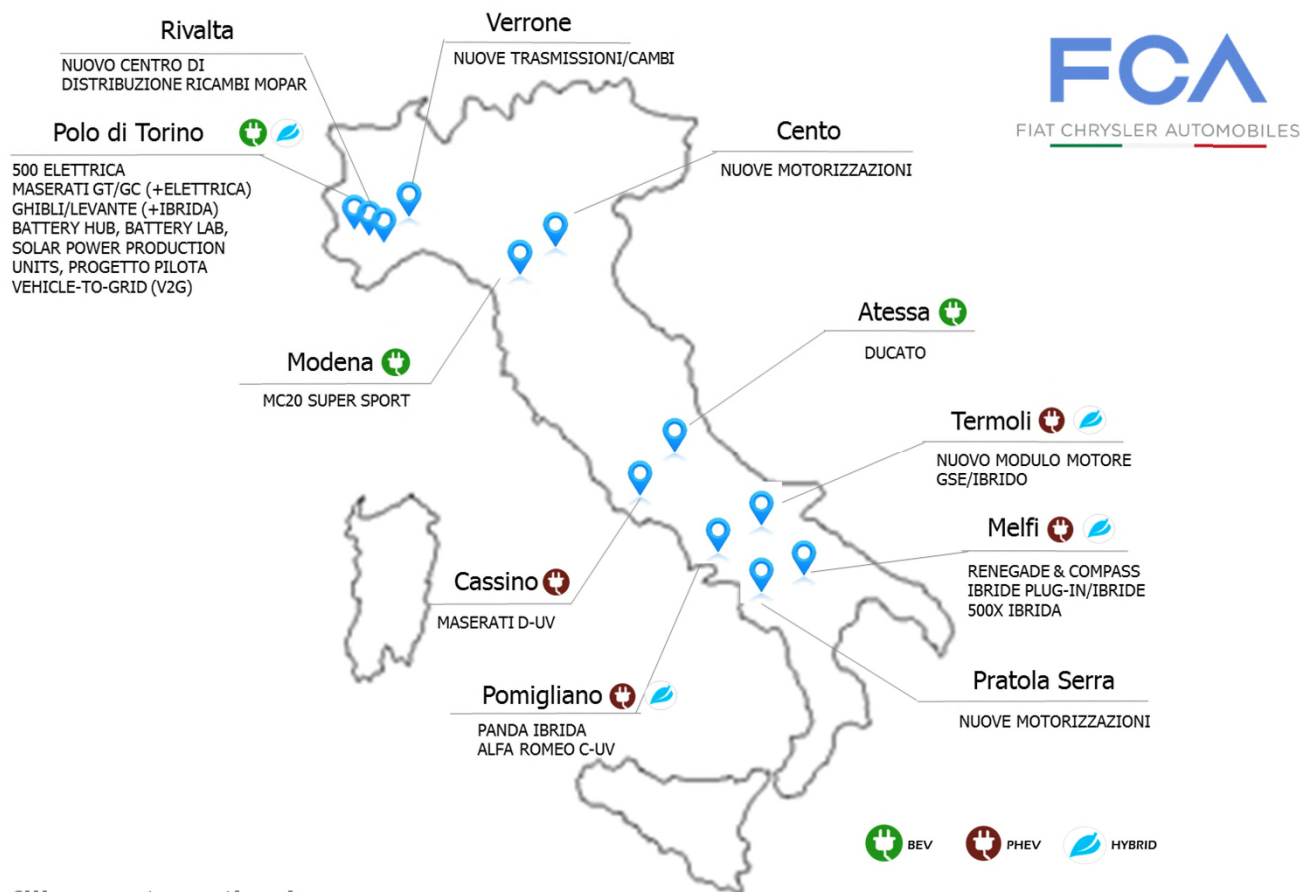 Rivalta
NUOVO CENTRO DI
DISTRIBUZIONE RICAMBI MOPAR
Verrone
NUOVE TRASMISSIONI/CAMBI
FCA
FIAT CHRYSLER AUTOMOBILES
Polo di Torino
500 ELETTRICA
MASERATI GT/GC (+ELETTRICA)
GHIBLI/LEVANTE (+IBRIDA)
BATTERY HUB, BATTERY LAB,
SOLAR POWER PRODUCTION
UNITS, PROGETTO PILOTA
VEHICLE-TO-GRID (V2G)
Cento
NUOVE MOTORIZZAZIONI
Modena
MC20 SUPER SPORT
Atessa
DUCATO
Termoli
NUOVO MODULO MOTORE
GSE/IBRIDO
Melfi
RENEGADE & COMPASS
IBRIDE PLUG-IN/IBRIDE
500X IBRIDA
Cassino
MASERATI D-UV
Pomigliano
PANDA IBRIDA
ALFA ROMEO C-UV
Pratola Serra
NUOVE MOTORIZZAZIONI
BEV
PHEV
HYBRID